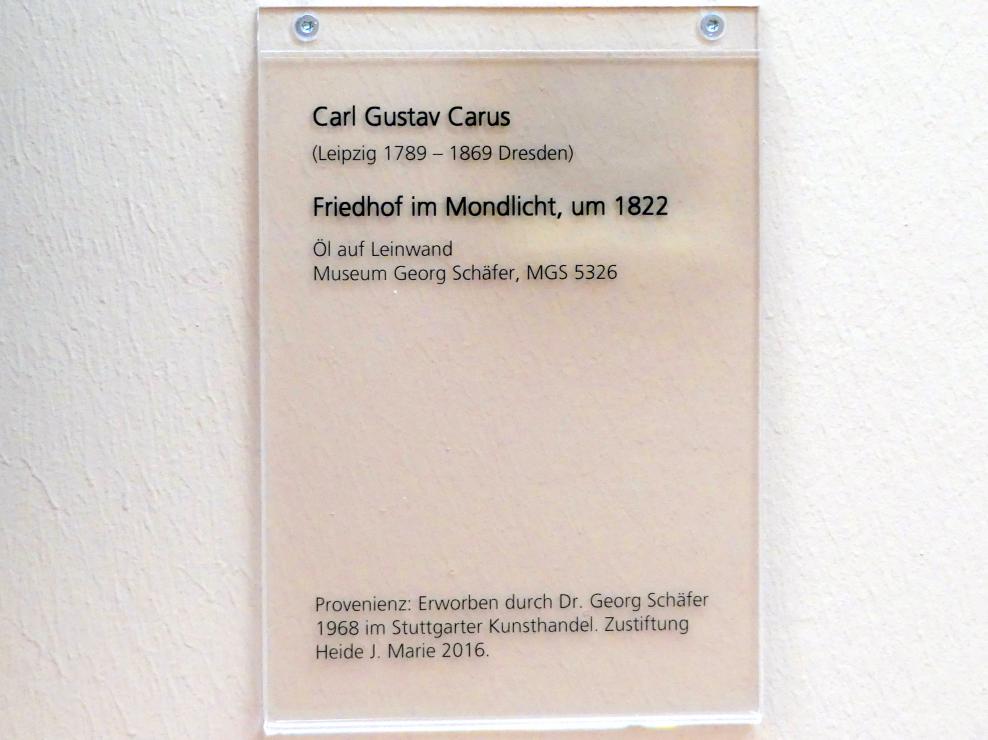 Carl Gustav Carus
(Leipzig 1789 – 1869 Dresden)
Friedhof im Mondlicht, um 1822
Öl auf Leinwand
Museum Georg Schäfer, MGS 5326
Provenienz: Erworben durch Dr. Georg Schäfer
1968 im Stuttgarter Kunsthandel. Zustiftung
Heide J. Marie 2016.